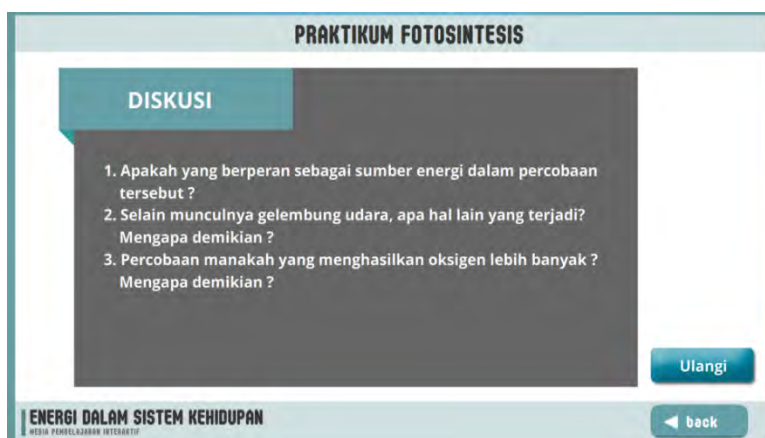 PRAKTIKUM FOTOSINTESIS
DISKUSI
1. Apakah yang berperan sebagai sumber energi dalam percobaan
tersebut ?
2. Selain munculnya gelembung udara, apa hal lain yang terjadi?
Mengapa demikian ?
3. Percobaan manakah yang menghasilkan oksigen lebih banyak ?
Mengapa demikian ?
Ulangi
ENERGI DALAM SISTEM KEHIDUPAN
MEDIA PEMBELAJARAN INTERAKTIF
back